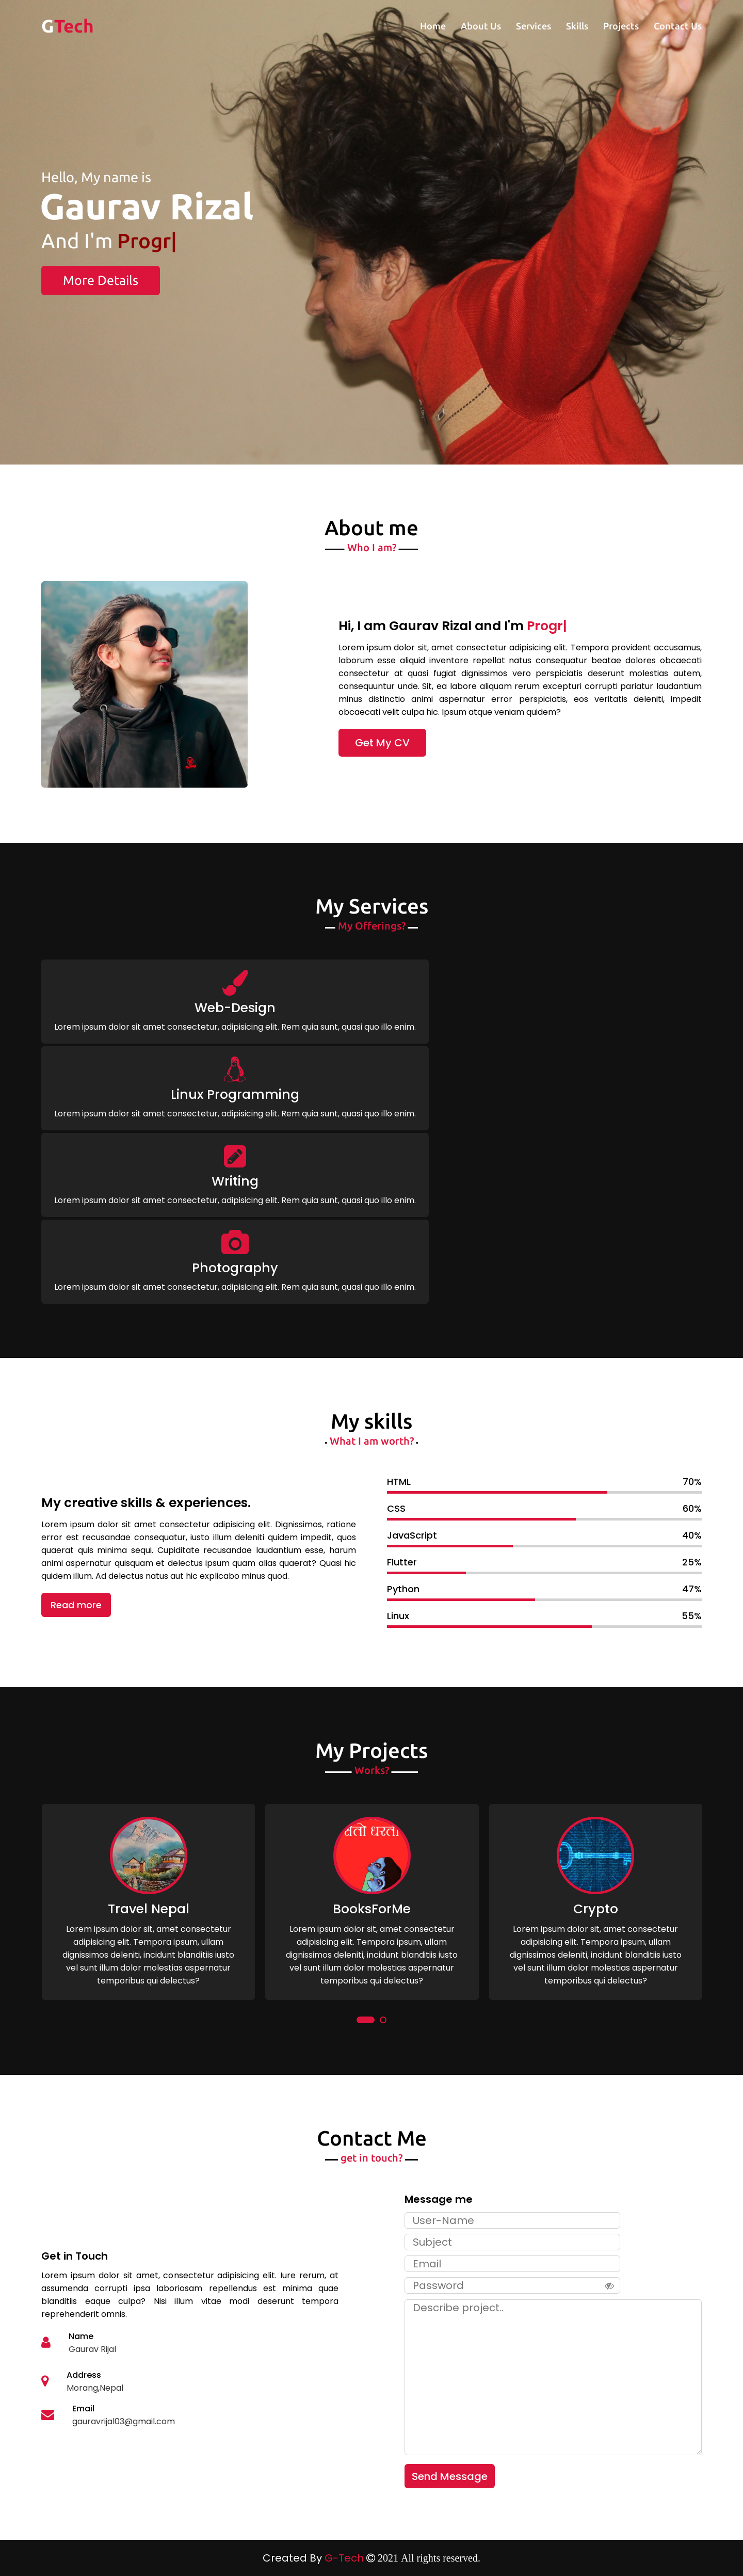 GTech
Home About Us Services Skills Projects Contact Us
Hello, My name is
Gaurav Rizal
And I'm Progr|
More Details
About me
Who I am?
Hi, I am Gaurav Rizal and I'm Progr|
Lorem ipsum dolor sit, amet consectetur adipisicing elit. Tempora provident accusamus,
laborum esse aliquid inventore repellat natus consequatur beatae dolores obcaecati
consectetur at quasi fugiat dignissimos vero perspiciatis deserunt molestias autem,
consequuntur unde. Sit, ea labore aliquam rerum excepturi corrupti pariatur laudantium
minus distinctio animi aspernatur error perspiciatis, eos veritatis deleniti, impedit
obcaecati velit culpa hic. Ipsum atque veniam quidem?
Get My CV
My Services
My Offerings?
Web-Design
Lorem ipsum dolor sit amet consectetur, adipisicing elit. Rem quia sunt, quasi quo illo enim.
Linux Programming
Lorem ipsum dolor sit amet consectetur, adipisicing elit. Rem quia sunt, quasi quo illo enim.
Writing
Lorem ipsum dolor sit amet consectetur, adipisicing elit. Rem quia sunt, quasi quo illo enim.
Photography
Lorem ipsum dolor sit amet consectetur, adipisicing elit. Rem quia sunt, quasi quo illo enim.
My skills
What I am worth?
My creative skills & experiences.
Lorem ipsum dolor sit amet consectetur adipisicing elit. Dignissimos, ratione
error est recusandae consequatur, iusto illum deleniti quidem impedit, quos
quaerat quis minima sequi. Cupiditate recusandae laudantium esse, harum
animi aspernatur quisquam et delectus ipsum quam alias quaerat? Quasi hic
quidem illum. Ad delectus natus aut hic explicabo minus quod.
Read more
HTML 70%
CSS 60%
JavaScript 40%
Flutter 25%
Python 47%
Linux 55%
My Projects
Works?
Travel Nepal
Lorem ipsum dolor sit, amet consectetur
adipisicing elit. Tempora ipsum, ullam
dignissimos deleniti, incidunt blanditiis iusto
vel sunt illum dolor molestias aspernatur
temporibus qui delectus?
BooksForMe
Lorem ipsum dolor sit, amet consectetur
adipisicing elit. Tempora ipsum, ullam
dignissimos deleniti, incidunt blanditiis iusto
vel sunt illum dolor molestias aspernatur
temporibus qui delectus?
Crypto
Lorem ipsum dolor sit, amet consectetur
adipisicing elit. Tempora ipsum, ullam
dignissimos deleniti, incidunt blanditiis iusto
vel sunt illum dolor molestias aspernatur
temporibus qui delectus?
Contact Me
get in touch?
Get in Touch
Lorem ipsum dolor sit amet, consectetur adipisicing elit. Iure rerum, at
assumenda corrupti ipsa laboriosam repellendus est minima quae
blanditiis eaque culpa? Nisi illum vitae modi deserunt tempora
reprehenderit omnis.
Name
Gaurav Rijal
Address
Morang,Nepal
Email
gauravrijal03@gmail.com
Message me
User-Name
Subject
Email
Password
Describe project..
Send Message
Created By G-Tech © 2021 All rights reserved.